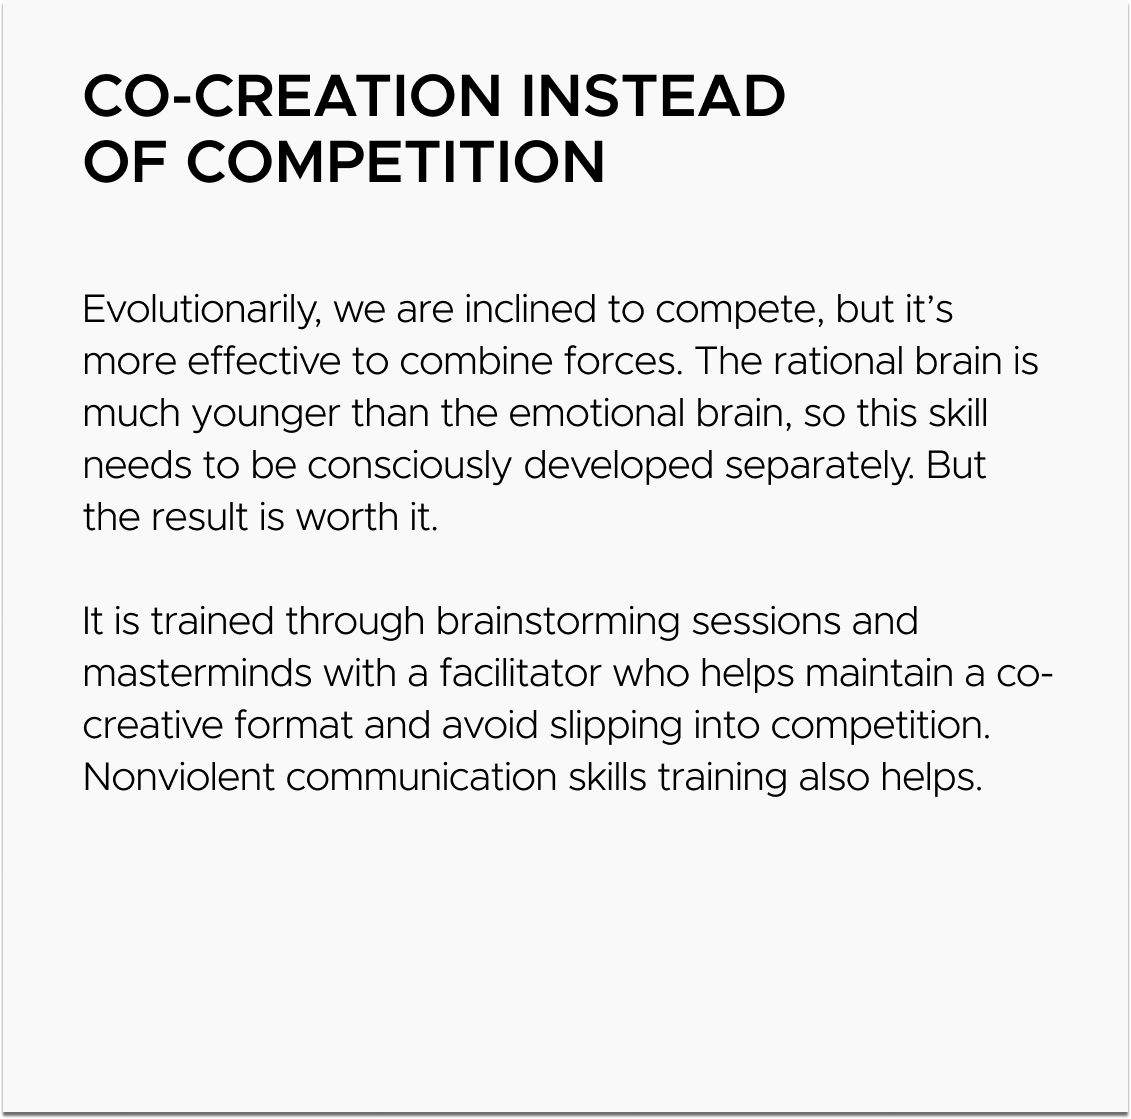 CO-CREATION INSTEAD
OF COMPETITION
Evolutionarily, we are inclined to compete, but it’s
more effective to combine forces. The rational brain is
much younger than the emotional brain, so this skill
needs to be consciously developed separately. But
the result is worth it.
It is trained through brainstorming sessions and
masterminds with a facilitator who helps maintain a co-
creative format and avoid slipping into competition.
Nonviolent communication skills training also helps.